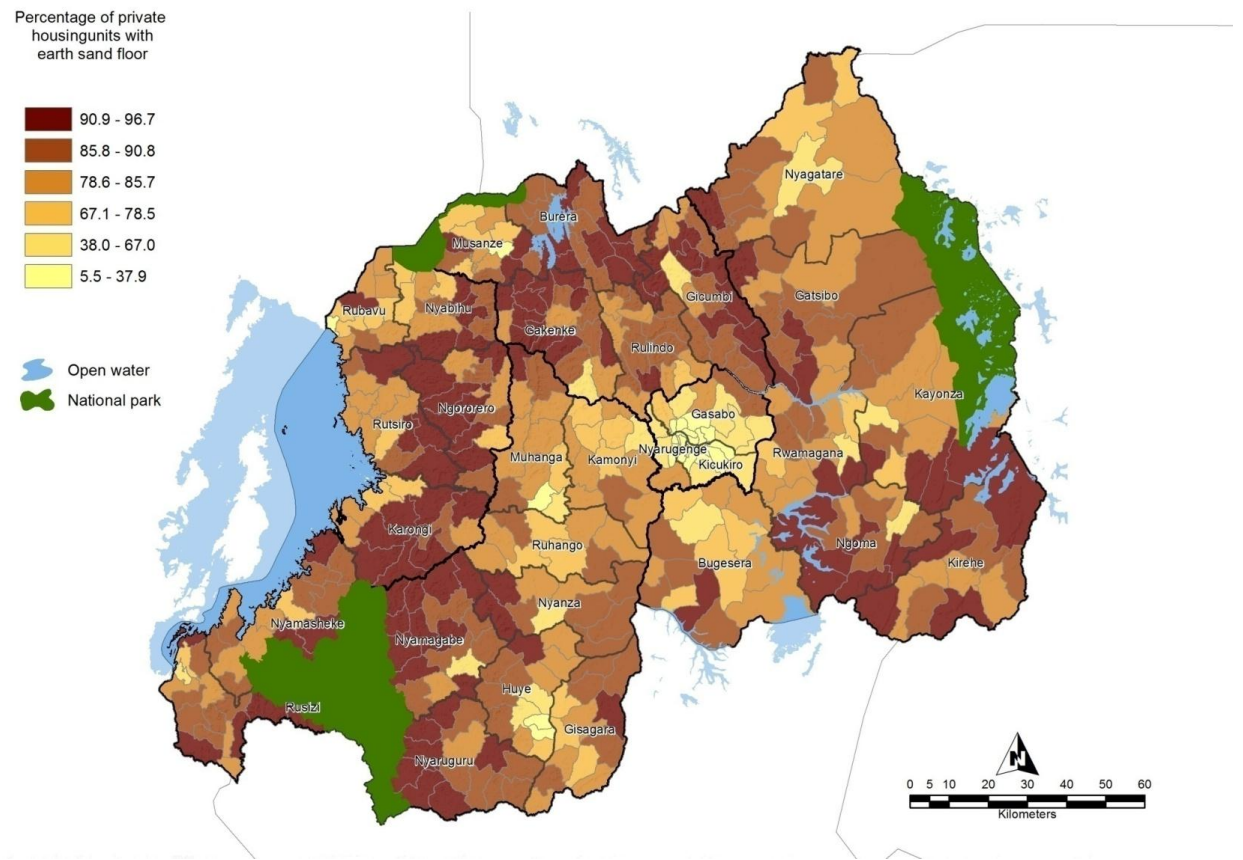 Percentage of private
housingunits with
earth sand floor
90.9 - 96.7
85.8 - 90.8
78.6 - 85.7
67.1 - 78.5
38.0 - 67.0
5.5 - 37.9
Open water
National park
Nyagatare
Burera
Musanze
Gicumbi
Gatsibo
Rubavu
Nyabihu
Gakenke
Rulindo
Kayonza
Ngororero
Gasabo
Rutsiro
Nyarugenge
Muhanga
Kamonyi
Rwamagana
Kicukiro
Karongi
Ngoma
Ruhango
Bugesera
Kirehe
Nyanza
Nyamasheke
Nyamagabe
Huye
Rusizi
Gisagara
Nyaruguru
N
0 5 10 20 30 40 50 60
Kilometers